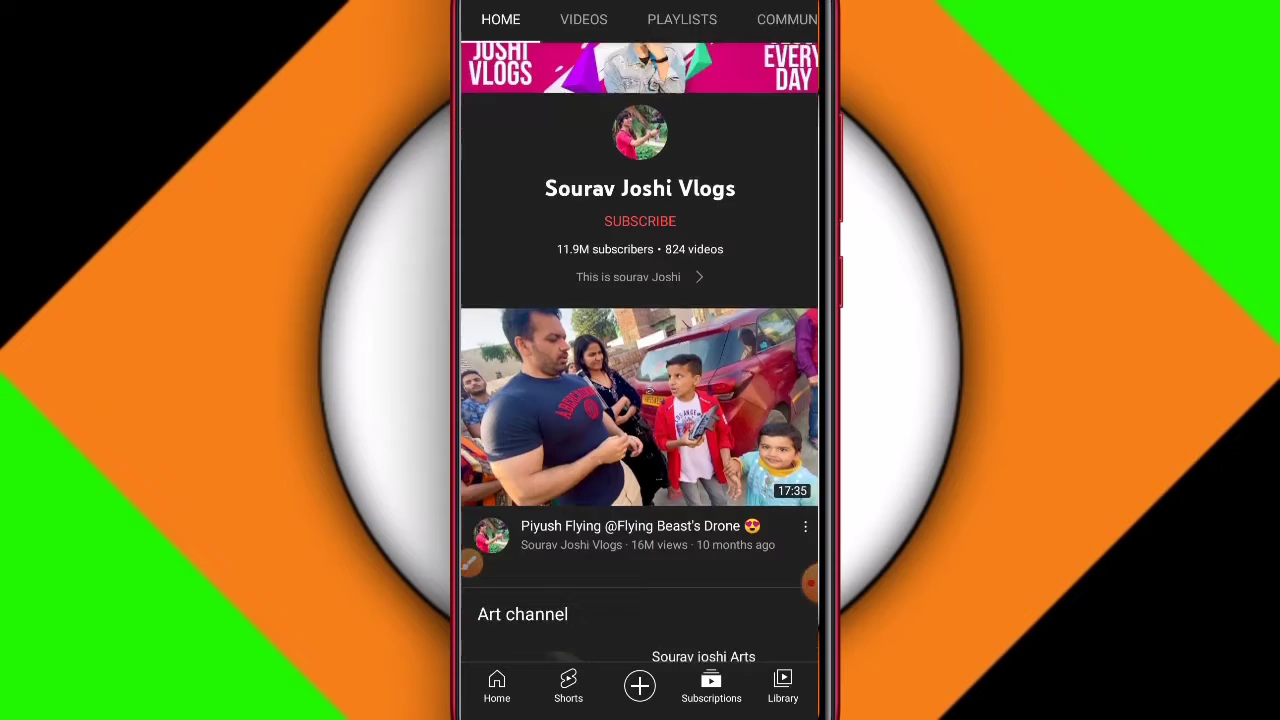 HOME VIDEOS PLAYLISTS COMMUN
JOSHI
VLOGS
EVERY
DAY
Sourav Joshi Vlogs
SUBSCRIBE
11.9M subscribers • 824 videos
This is sourav Joshi
17:35
Piyush Flying @Flying Beast's Drone 😍
Sourav Joshi Vlogs · 16M views · 10 months ago
Art channel
Sourav joshi Arts
Home Shorts Subscriptions Library